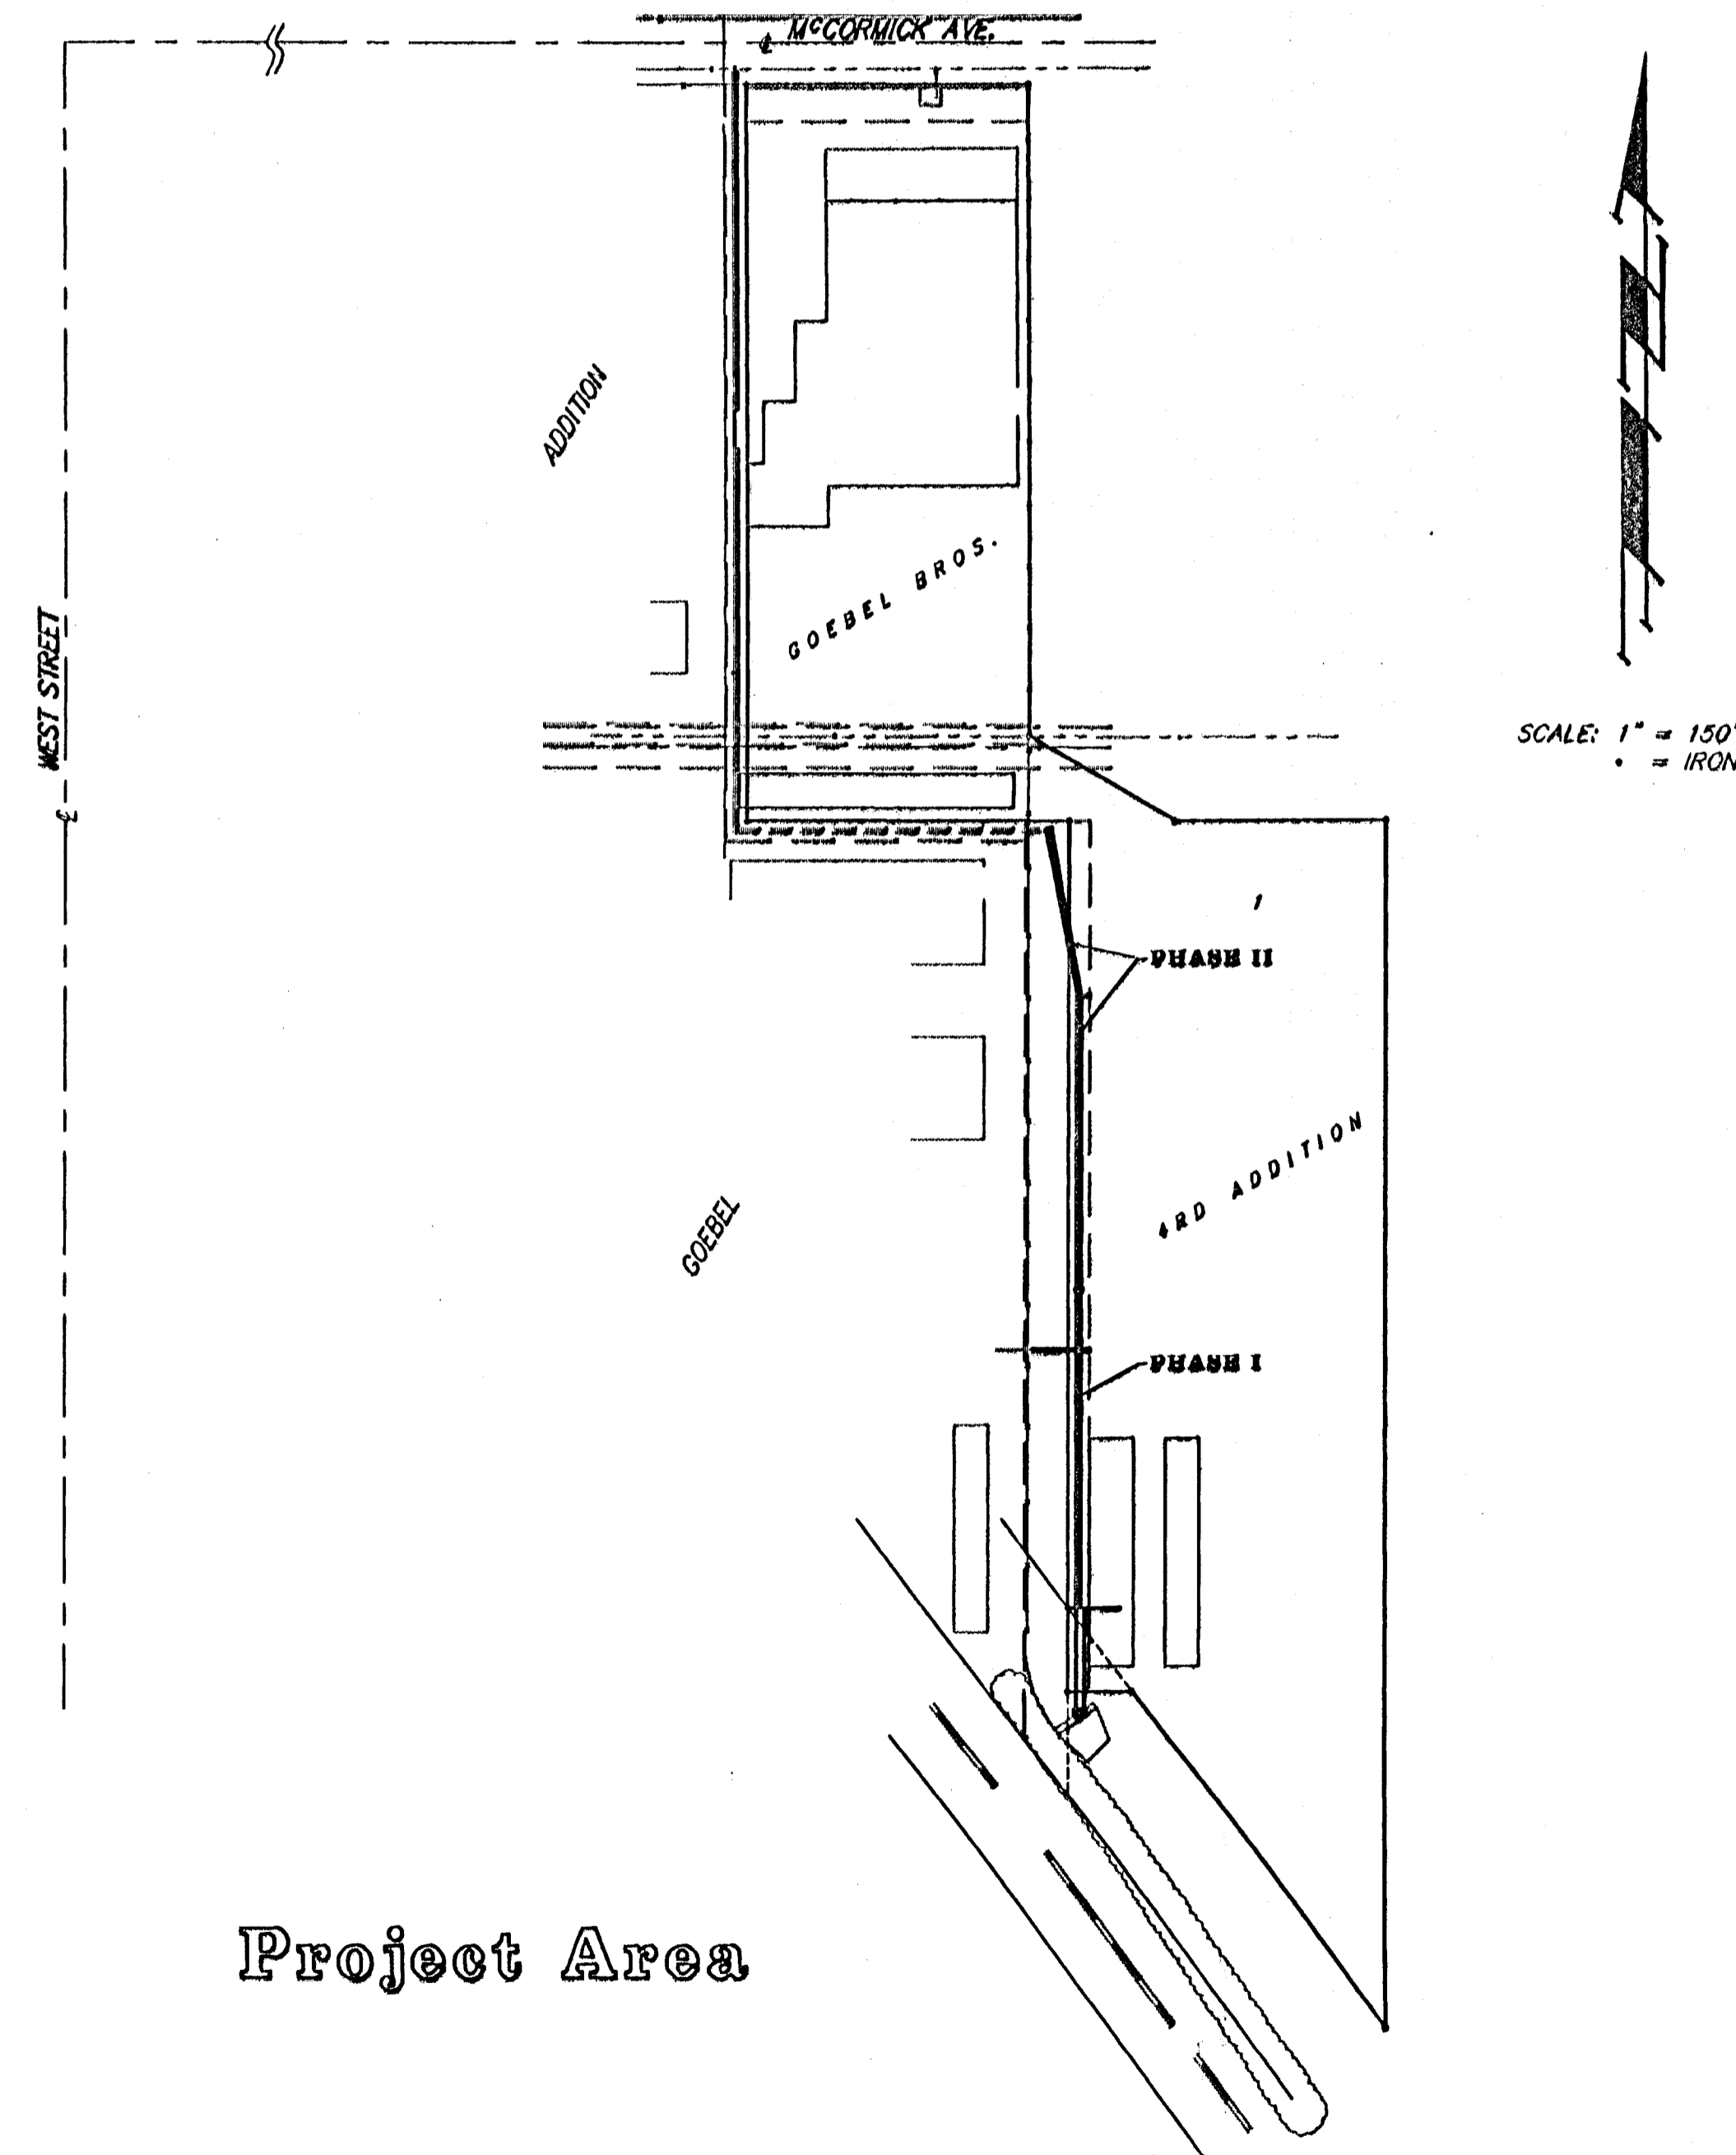 McCORMICK AVE.
ADDITION
GOEBEL BROS.
WEST STREET
SCALE: 1" = 150'
• = IRON
1
PHASE II
4RD ADDITION
GOEBEL
PHASE I
Project Area